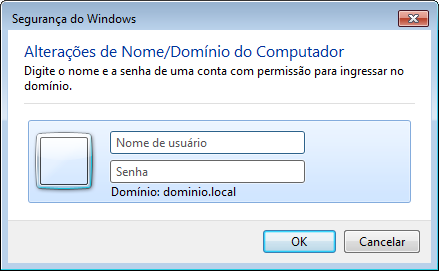 Segurança do Windows
Alterações de Nome/Domínio do Computador
Digite o nome e a senha de uma conta com permissão para ingressar no
domínio.
Nome de usuário
Senha
Domínio: dominio.local
OK
Cancelar